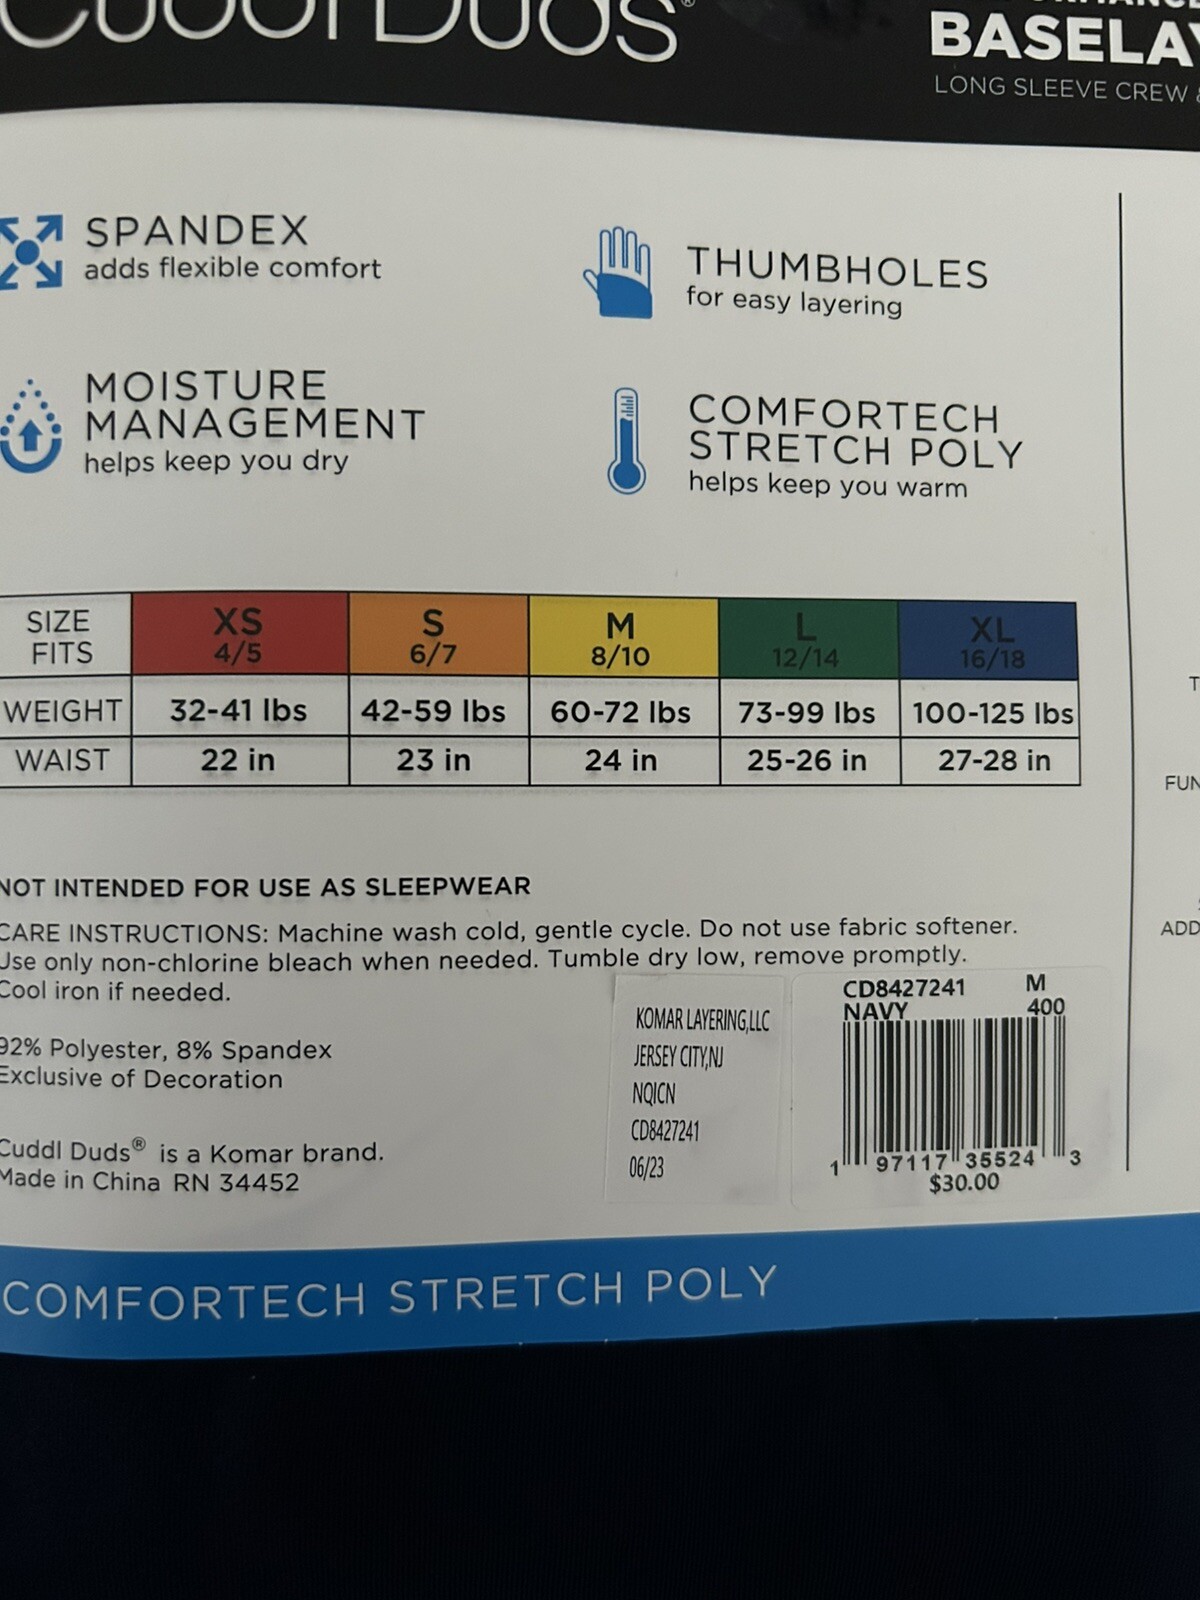 CUDDL DUDS®
BASELAY
LONG SLEEVE CREW &
SPANDEX
adds flexible comfort
THUMBHOLES
for easy layering
MOISTURE
MANAGEMENT
helps keep you dry
COMFORTECH
STRETCH POLY
helps keep you warm
SIZE FITS XS 4/5 S 6/7 M 8/10 L 12/14 XL 16/18
WEIGHT 32-41 lbs 42-59 lbs 60-72 lbs 73-99 lbs 100-125 lbs
WAIST 22 in 23 in 24 in 25-26 in 27-28 in
NOT INTENDED FOR USE AS SLEEPWEAR
CARE INSTRUCTIONS: Machine wash cold, gentle cycle. Do not use fabric softener.
Use only non-chlorine bleach when needed. Tumble dry low, remove promptly.
Cool iron if needed.
92% Polyester, 8% Spandex
Exclusive of Decoration
Cuddl Duds® is a Komar brand.
Made in China RN 34452
KOMAR LAYERING,LLC
JERSEY CITY,NJ
NQICN
CD8427241
06/23
CD8427241 M
NAVY 400
1 97117 35524 3
$30.00
T
FUN
ADD
COMFORTECH STRETCH POLY